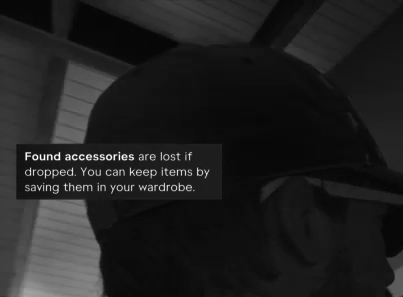 Found accessories are lost if
dropped. You can keep items by
saving them in your wardrobe.